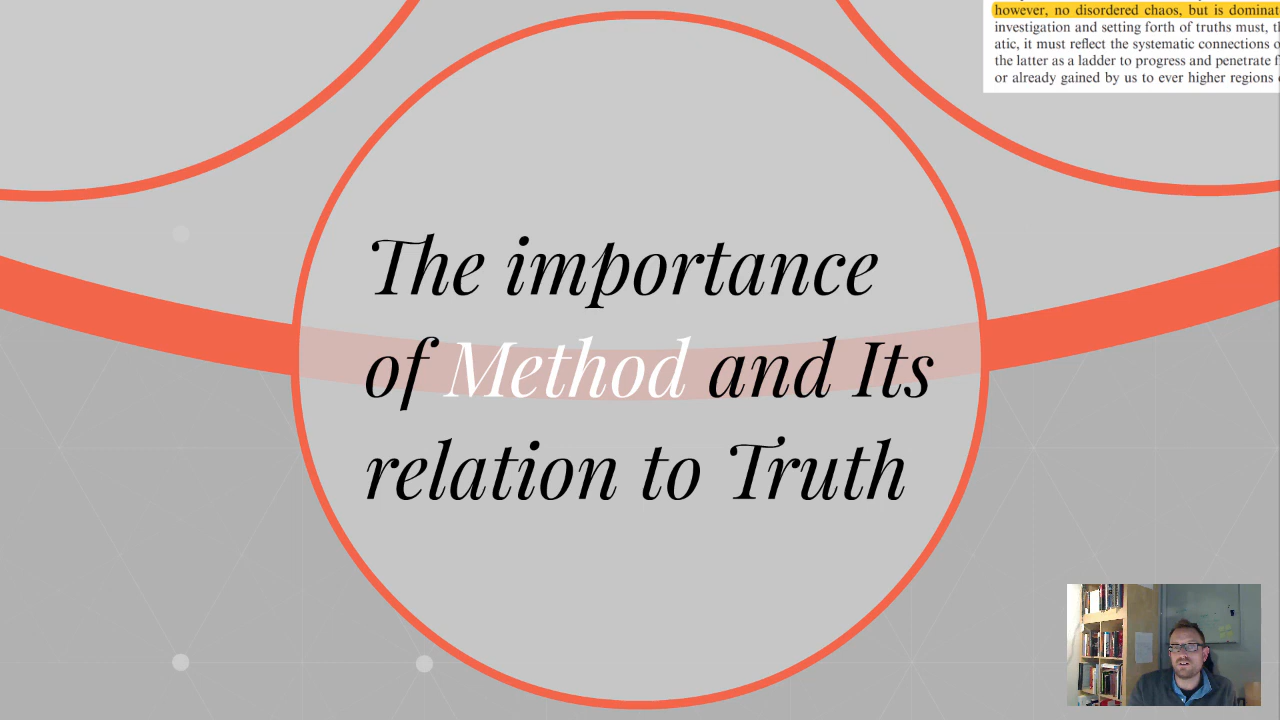 however, no disordered chaos, but is
investigation and setting forth of truths must,
atic, it must reflect the systematic connections
the latter as a ladder to progress and penetrate
or already gained by us to ever higher regions
The importance
of Method and Its
relation to Truth